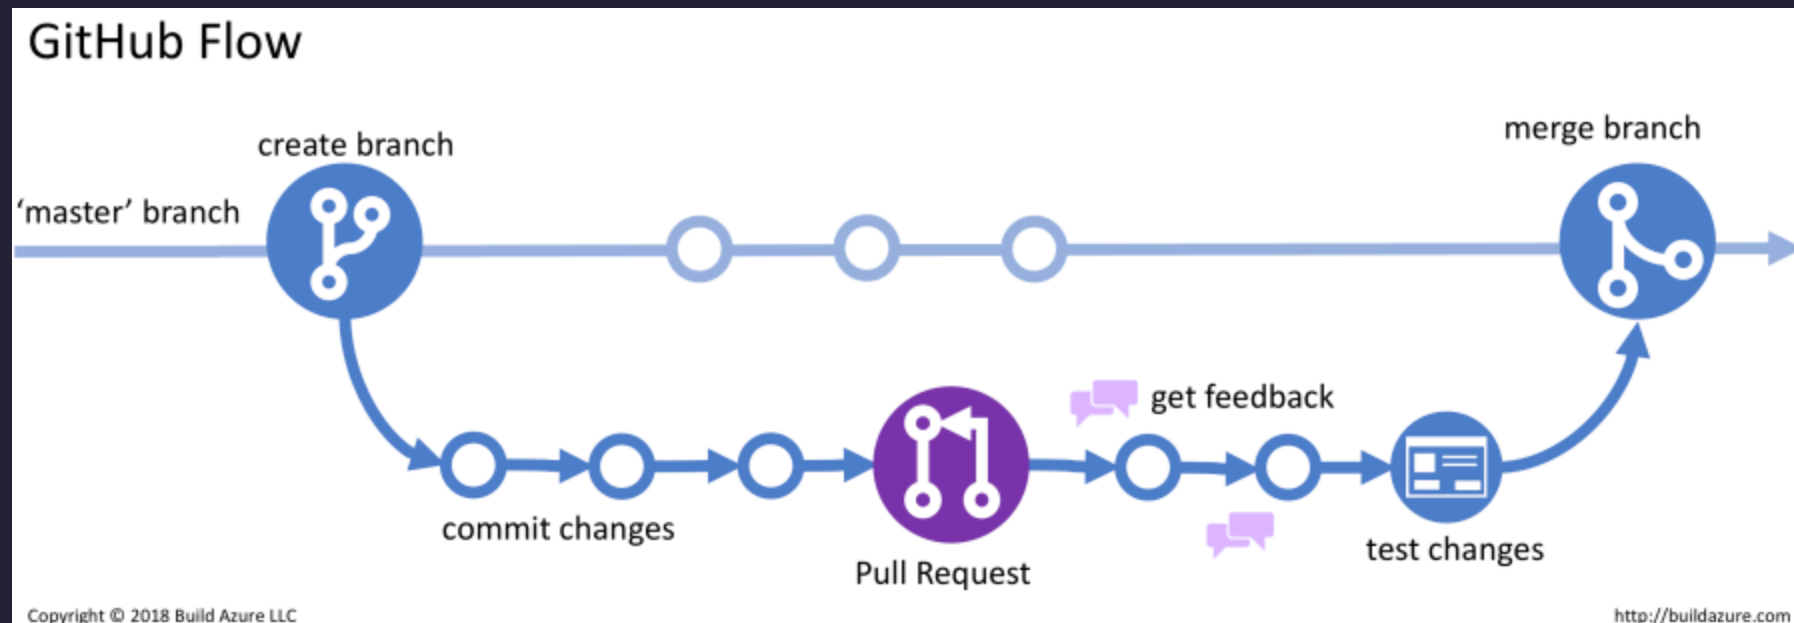 GitHub Flow
create branch
merge branch
‘master’ branch
get feedback
commit changes
test changes
Pull Request
Copyright © 2018 Build Azure LLC
http://buildazure.com